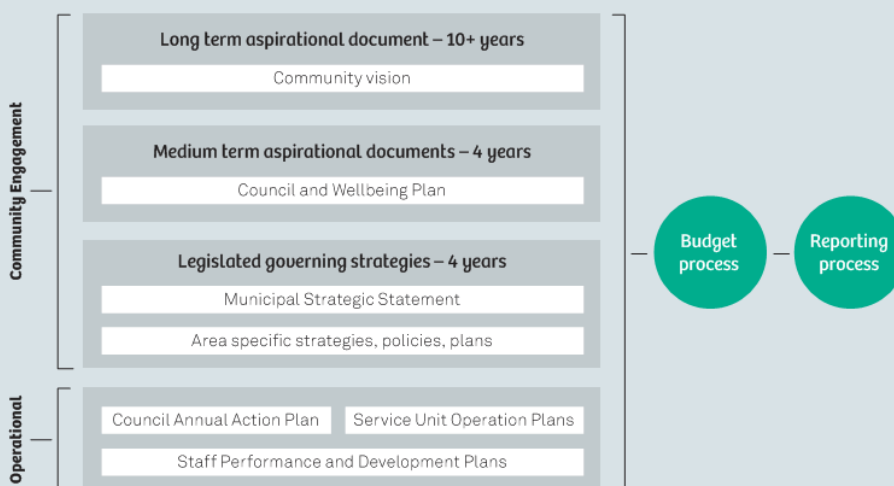 Community Engagement
Long term aspirational document – 10+ years
Community vision
Medium term aspirational documents – 4 years
Council and Wellbeing Plan
Legislated governing strategies – 4 years
Municipal Strategic Statement
Area specific strategies, policies, plans
Operational
Council Annual Action Plan
Service Unit Operation Plans
Staff Performance and Development Plans
Budget
process
Reporting
process